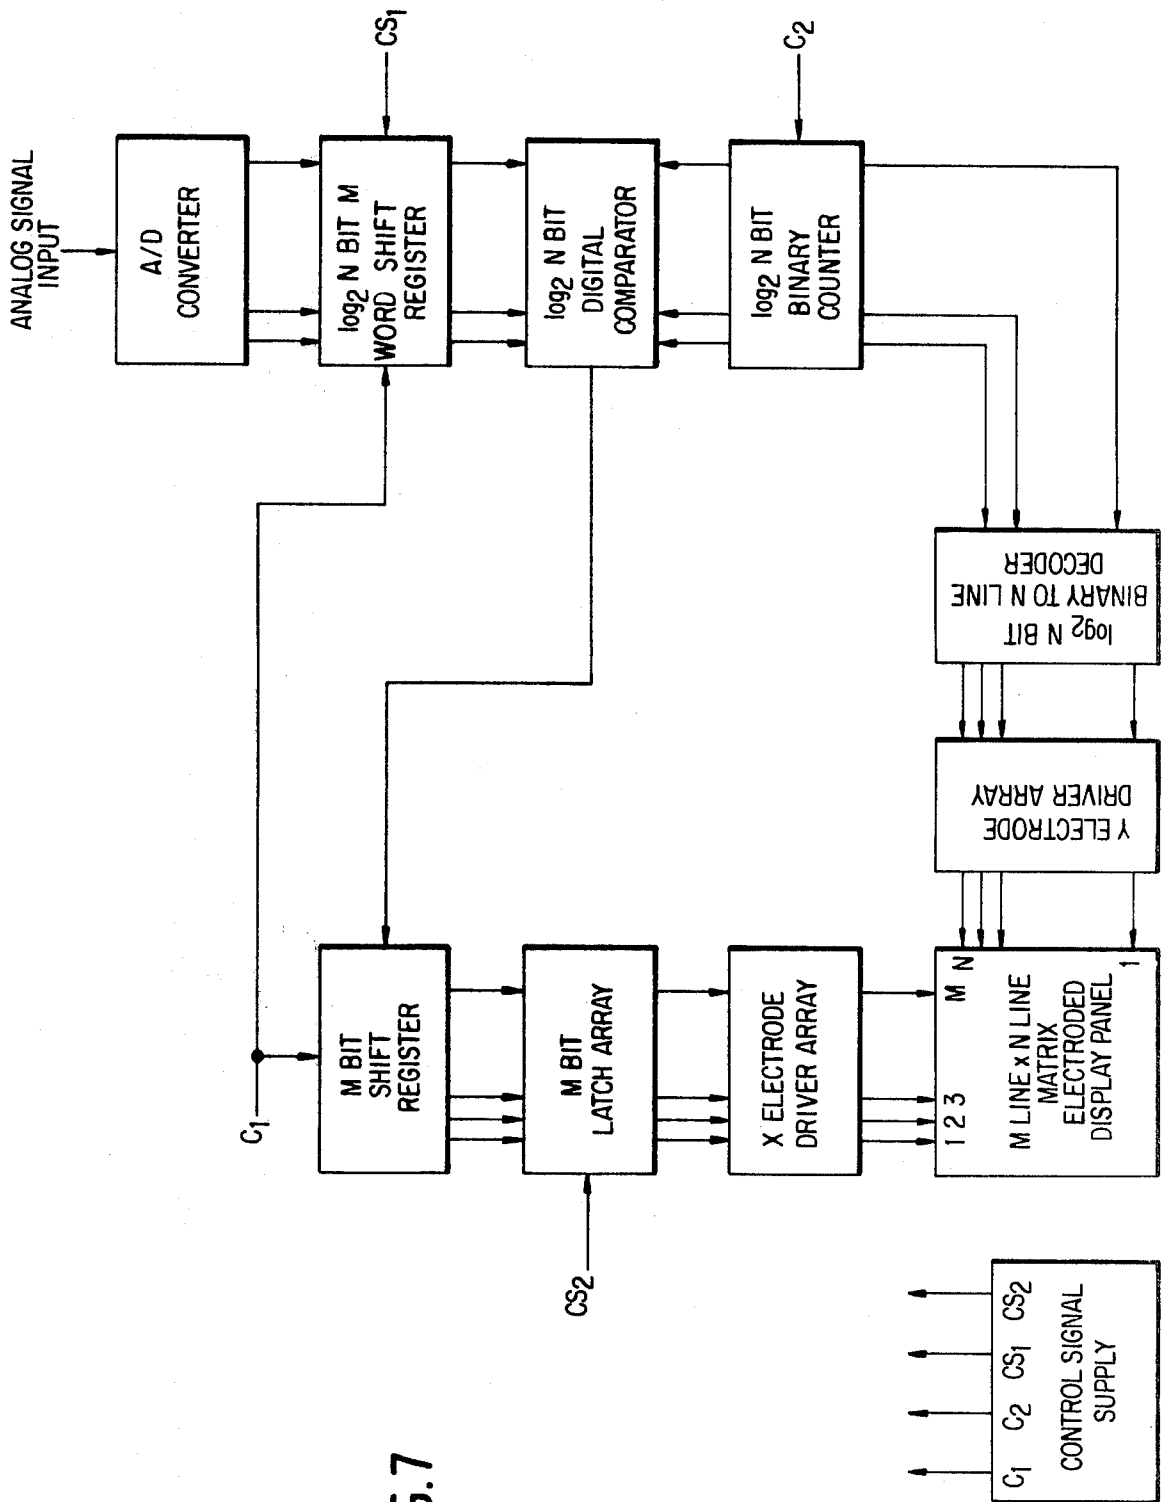 ANALOG SIGNAL
INPUT
A/D
CONVERTER
CS1
log2 N BIT M
WORD SHIFT
REGISTER
log2 N BIT
DIGITAL
COMPARATOR
C2
log2 N BIT
BINARY
COUNTER
C1
M BIT
SHIFT
REGISTER
CS2
M BIT
LATCH ARRAY
X ELECTRODE
DRIVER ARRAY
log2 N BIT
BINARY TO N LINE
DECODER
Y ELECTRODE
DRIVER ARRAY
1 2 3 M
N
1
M LINE x N LINE
MATRIX
ELECTRODED
DISPLAY PANEL
C1 C2 CS1 CS2
CONTROL SIGNAL
SUPPLY
.7